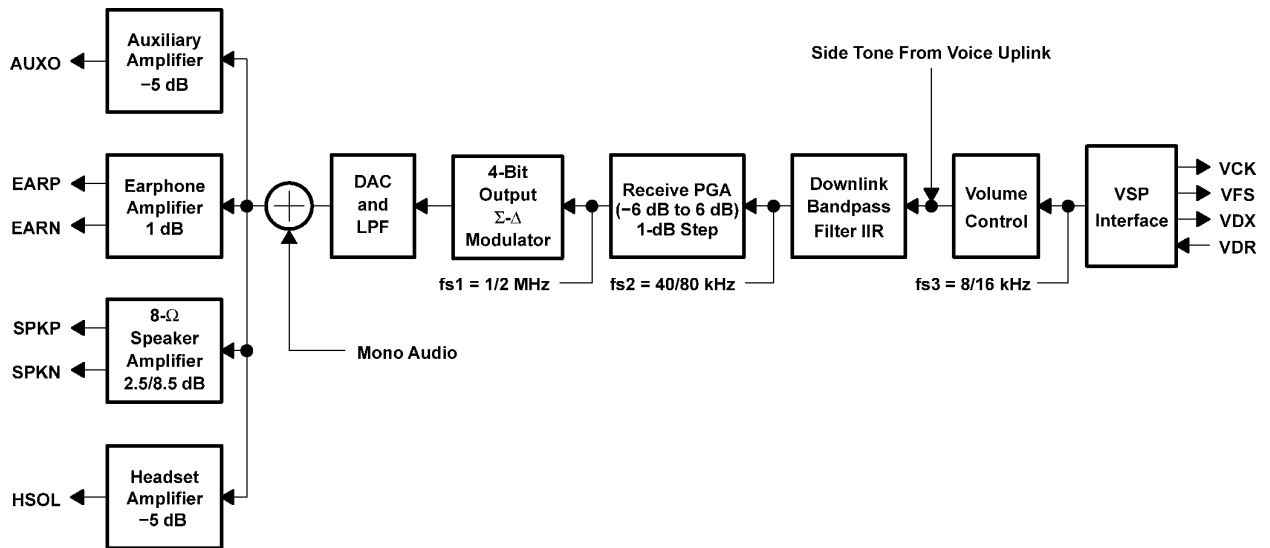 AUXO
Auxiliary
Amplifier
−5 dB
EARP
EARN
Earphone
Amplifier
1 dB
SPKP
SPKN
8-Ω
Speaker
Amplifier
2.5/8.5 dB
HSOL
Headset
Amplifier
−5 dB
Mono Audio
DAC
and
LPF
4-Bit
Output
Σ-Δ
Modulator
fs1 = 1/2 MHz
Receive PGA
(−6 dB to 6 dB)
1-dB Step
fs2 = 40/80 kHz
Downlink
Bandpass
Filter IIR
Side Tone From Voice Uplink
Volume
Control
fs3 = 8/16 kHz
VSP
Interface
VCK
VFS
VDX
VDR